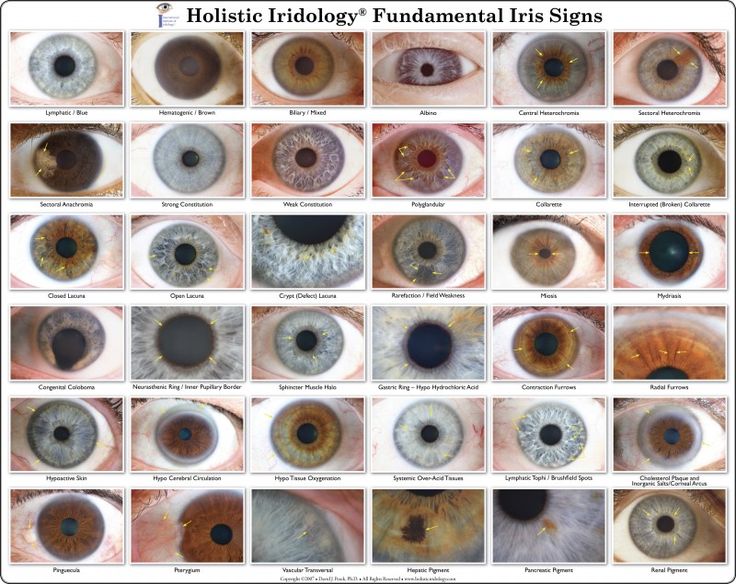 International
Institute of
Iridology
Holistic Iridology® Fundamental Iris Signs
Lymphatic / Blue
Hematogenic / Brown
Biliary / Mixed
Albino
Central Heterochromia
Sectoral Heterochromia
Sectoral Anachromia
Strong Constitution
Weak Constitution
Polyglandular
Collarette
Interrupted (Broken) Collarette
Closed Lacuna
Open Lacuna
Crypt (Defect) Lacuna
Rarefaction / Field Weakness
Miosis
Mydriasis
Congenital Coloboma
Neurasthenic Ring / Inner Pupillary Border
Sphincter Muscle Halo
Gastric Ring – Hypo Hydrochloric Acid
Contraction Furrows
Radial Furrows
Hypoactive Skin
Hypo Cerebral Circulation
Hypo Tissue Oxygenation
Systemic Over-Acid Tissues
Lymphatic Tophi / Brushfield Spots
Cholesterol Plaque and
Inorganic Salts/Corneal Arcus
Pinguecula
Pterygium
Vascular Transversal
Hepatic Pigment
Pancreatic Pigment
Renal Pigment
Copyright ©2007 • David J. Pesek, Ph.D. • All Rights Reserved • www.holisticiridology.com